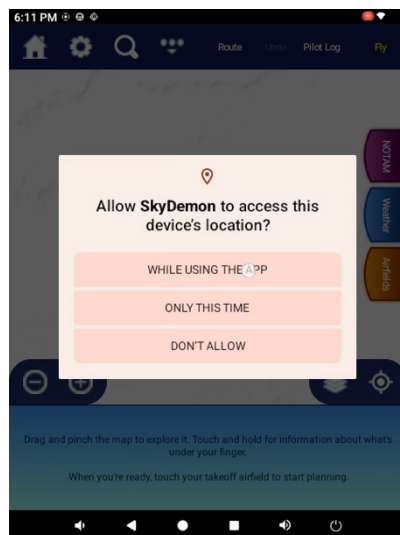 6:11 PM
Route Undo Pilot Log Fly
NOTAM
Weather
Airfields
Allow SkyDemon to access this
device's location?
WHILE USING THE APP
ONLY THIS TIME
DON'T ALLOW
Drag and pinch the map to explore it. Touch and hold for information about what's
under your finger.
When you're ready, touch your takeoff airfield to start planning.